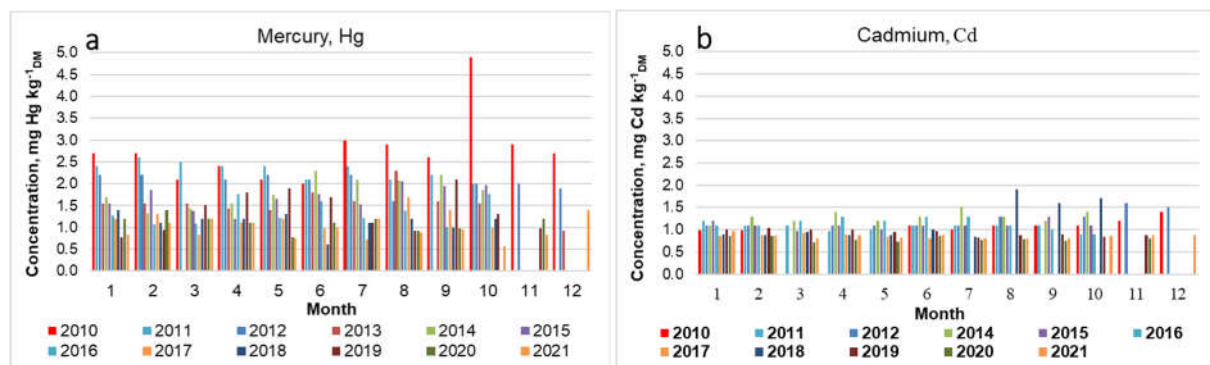 a
Mercury, Hg
Concentration, mg Hg kg⁻¹DM
5.0
4.5
4.0
3.5
3.0
2.5
2.0
1.5
1.0
0.5
0.0
1 2 3 4 5 6 7 8 9 10 11 12
Month
2010 2011 2012 2013 2014 2015
2016 2017 2018 2019 2020 2021
b
Cadmium, Cd
Concentration, mg Cd kg⁻¹DM
5.0
4.5
4.0
3.5
3.0
2.5
2.0
1.5
1.0
0.5
0.0
1 2 3 4 5 6 7 8 9 10 11 12
Month
2010 2011 2012 2014 2015 2016
2017 2018 2019 2020 2021